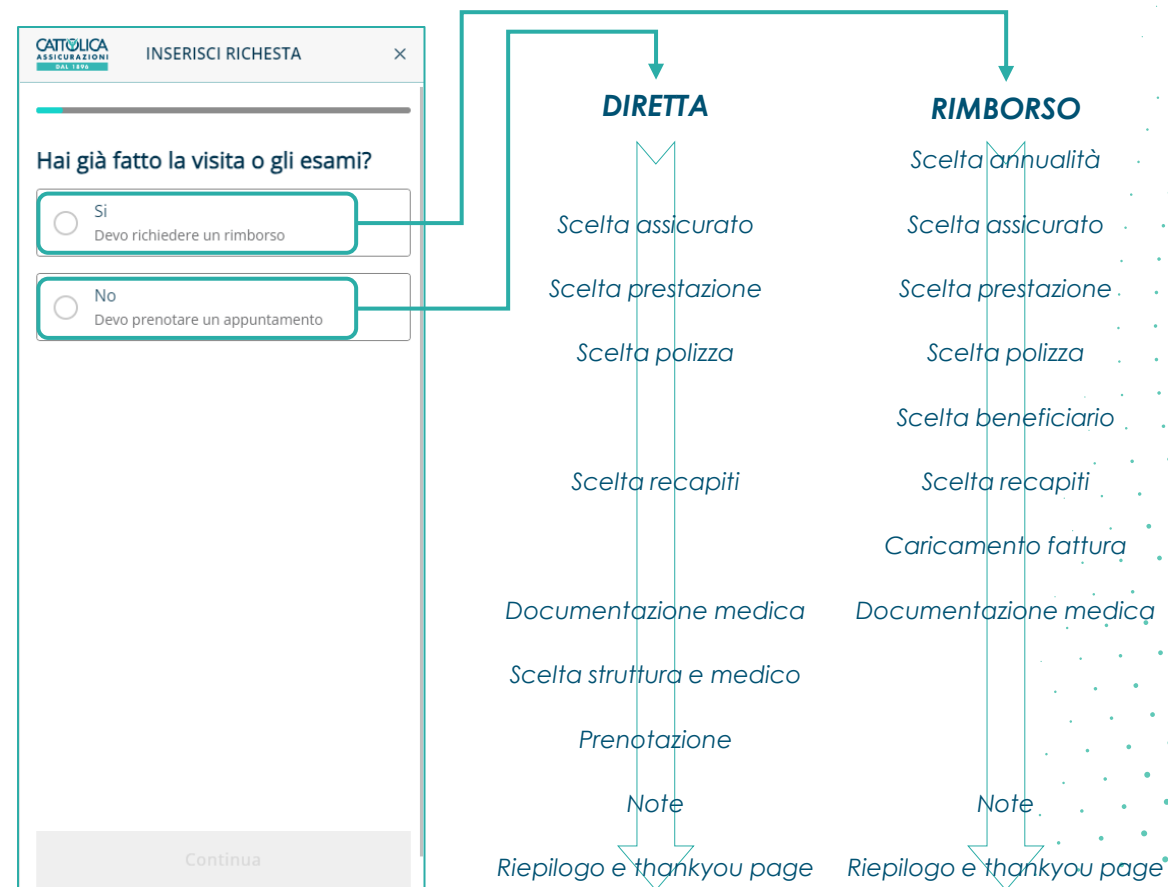 CATTOLICA
ASSICURAZIONI
DAL 1896
INSERISCI RICHESTA
Hai già fatto la visita o gli esami?
Si
Devo richiedere un rimborso
No
Devo prenotare un appuntamento
Continua
DIRETTA
Scelta assicurato
Scelta prestazione
Scelta polizza
Scelta recapiti
Documentazione medica
Scelta struttura e medico
Prenotazione
Note
Riepilogo e thankyou page
RIMBORSO
Scelta annualità
Scelta assicurato
Scelta prestazione
Scelta polizza
Scelta beneficiario
Scelta recapiti
Caricamento fattura
Documentazione medica
Note
Riepilogo e thankyou page